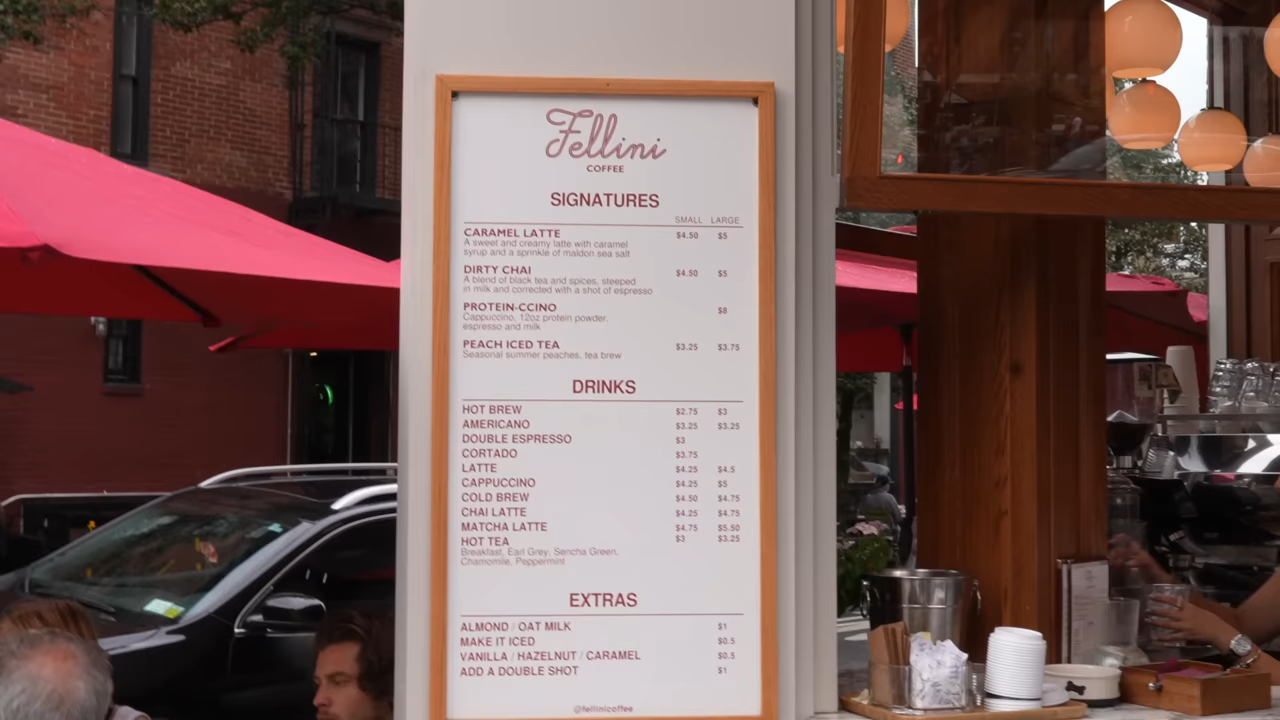 Fellini
COFFEE
SIGNATURES
SMALL LARGE
CARAMEL LATTE $4.50 $5
A sweet and creamy latte with caramel
syrup and a sprinkle of maldon sea salt
DIRTY CHAI $4.50 $5
A blend of black tea and spices, steeped
in milk and corrected with a shot of espresso
PROTEIN-CCINO $8
Cappuccino, 12oz protein powder,
espresso and milk
PEACH ICED TEA $3.25 $3.75
Seasonal summer peaches, tea brew
DRINKS
HOT BREW $2.75 $3
AMERICANO $3.25 $3.25
DOUBLE ESPRESSO $3
CORTADO $3.75
LATTE $4.25 $4.5
CAPPUCCINO $4.25 $5
COLD BREW $4.50 $4.75
CHAI LATTE $4.25 $4.75
MATCHA LATTE $4.75 $5.50
HOT TEA $3 $3.25
Breakfast, Earl Grey, Sencha Green,
Chamomile, Peppermint
EXTRAS
ALMOND / OAT MILK $1
MAKE IT ICED $0.5
VANILLA / HAZELNUT / CARAMEL $0.5
ADD A DOUBLE SHOT $1
@fellinicoffee